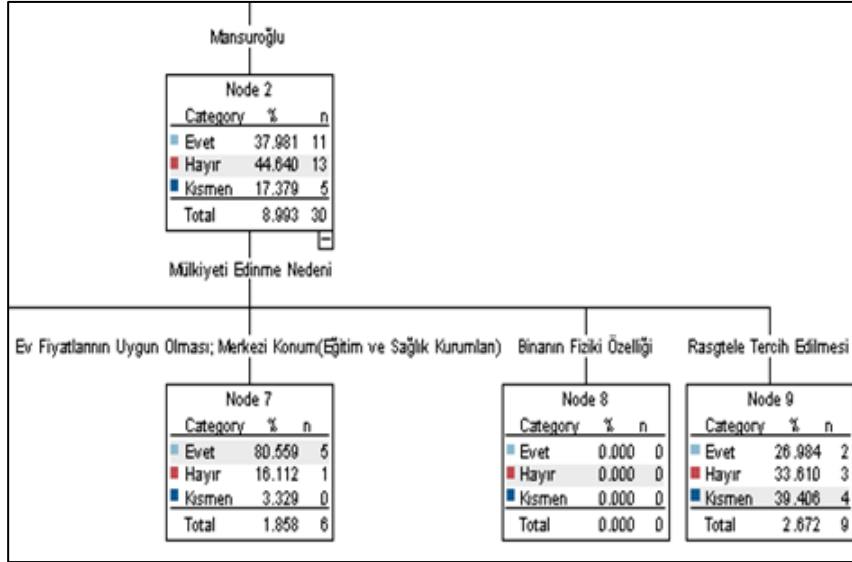 Mansuroğlu
Node 2
Category % n
Evet 37.981 11
Hayır 44.640 13
Kısmen 17.379 5
Total 8.993 30
Mülkiyeti Edinme Nedeni
Ev Fiyatlarının Uygun Olması; Merkezi Konum(Eğitim ve Sağlık Kurumları) Binanın Fiziki Özelliği Rasgtele Tercih Edilmesi
Node 7 Node 8 Node 9
Category % n Category % n Category % n
Evet 80.559 5 Evet 0.000 0 Evet 26.984 2
Hayır 16.112 1 Hayır 0.000 0 Hayır 33.610 3
Kısmen 3.329 0 Kısmen 0.000 0 Kısmen 39.406 4
Total 1.858 6 Total 0.000 0 Total 2.672 9